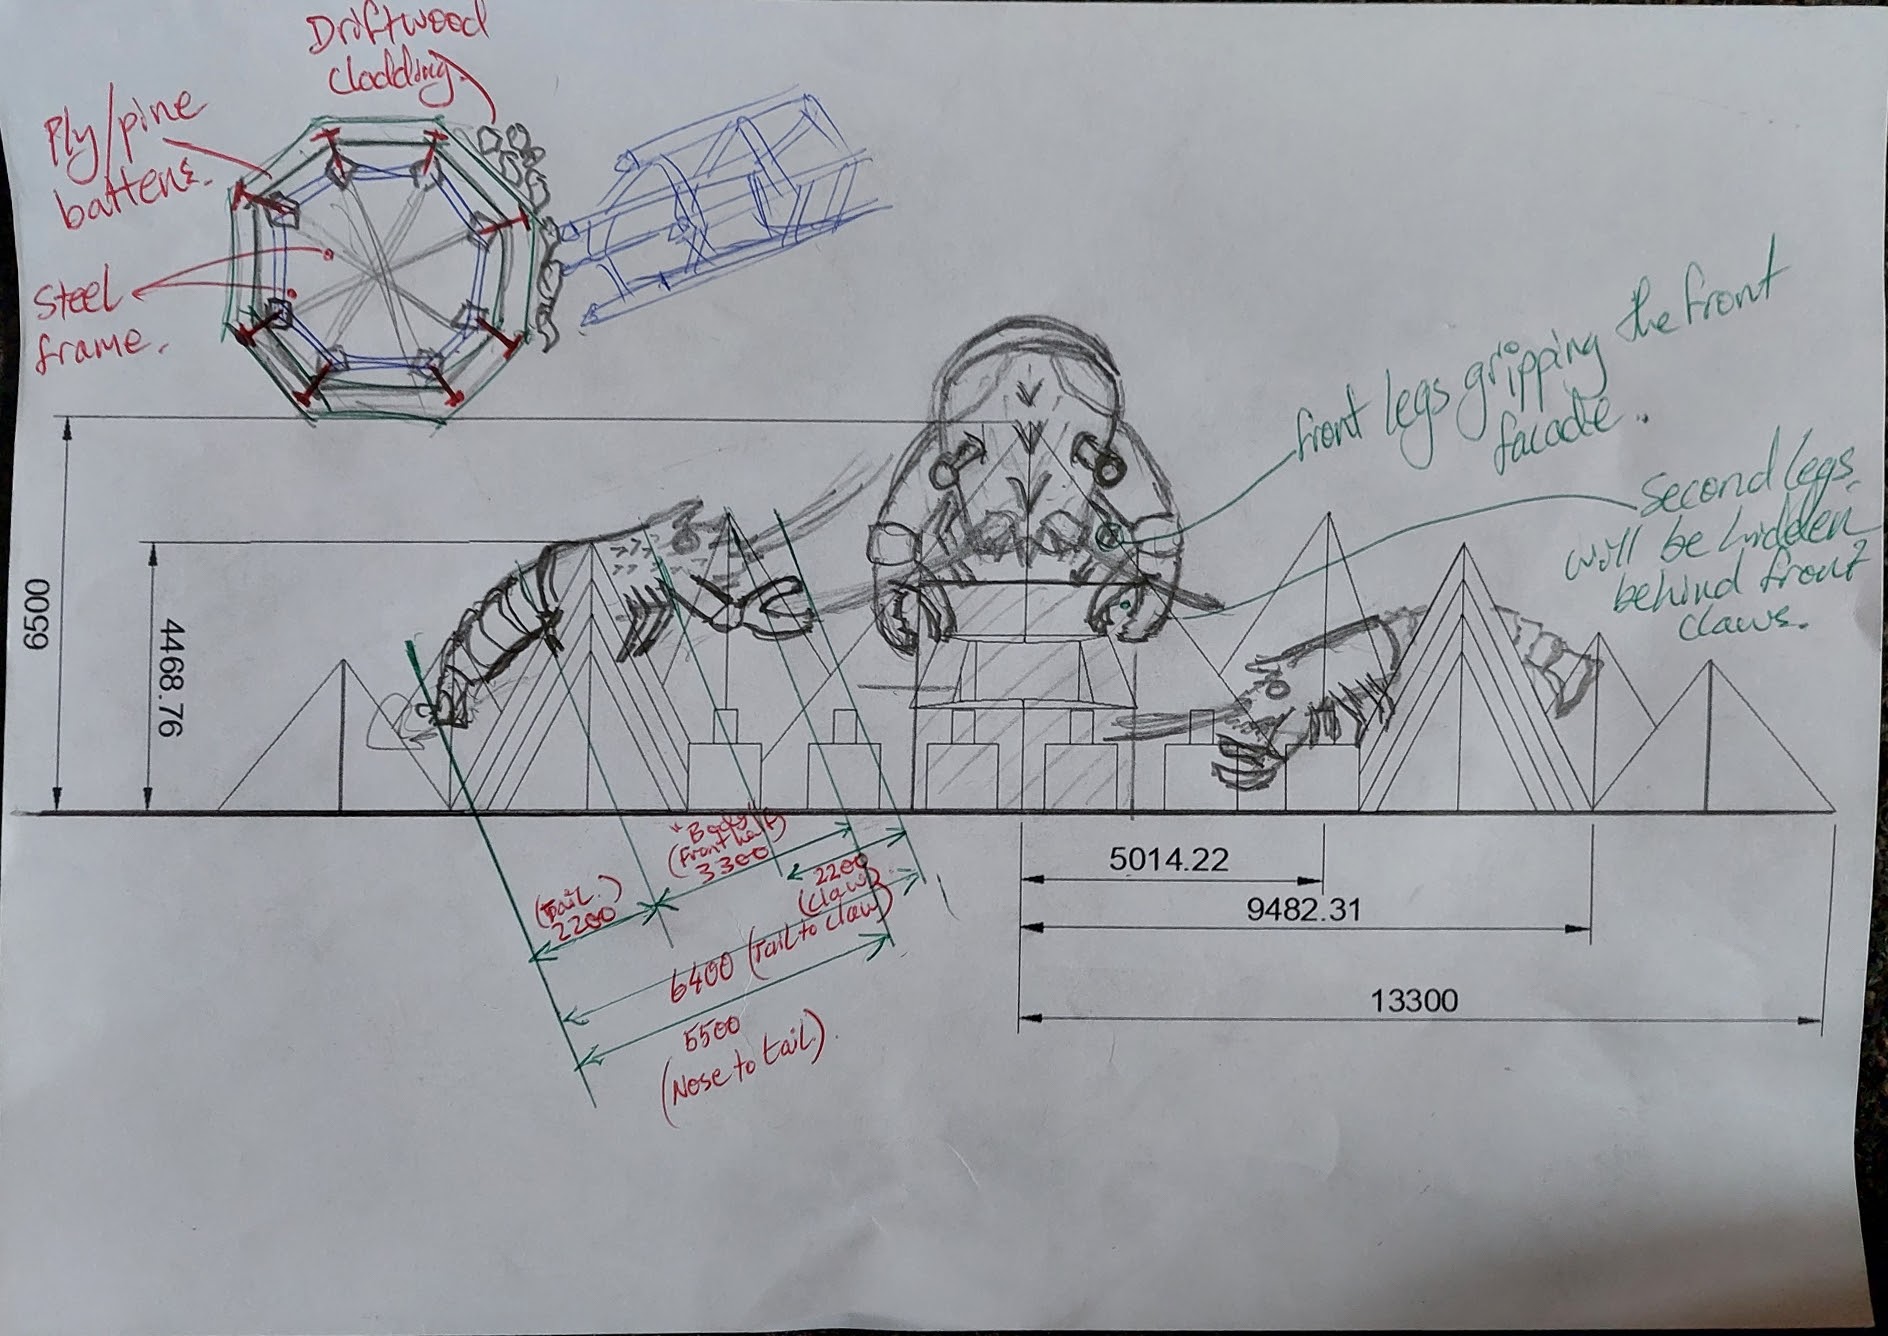 Driftwood
cladding.
Ply/pine
battens.
Steel
frame.
front legs gripping the front
facade..
Second legs
will be hidden
behind front
claws.
6500
4468.76
"Body"
(Front half)
3300
(Tail.)
2200
2200
(claw)
6400 (Tail to claw)
5500
(Nose to tail).
5014.22
9482.31
13300